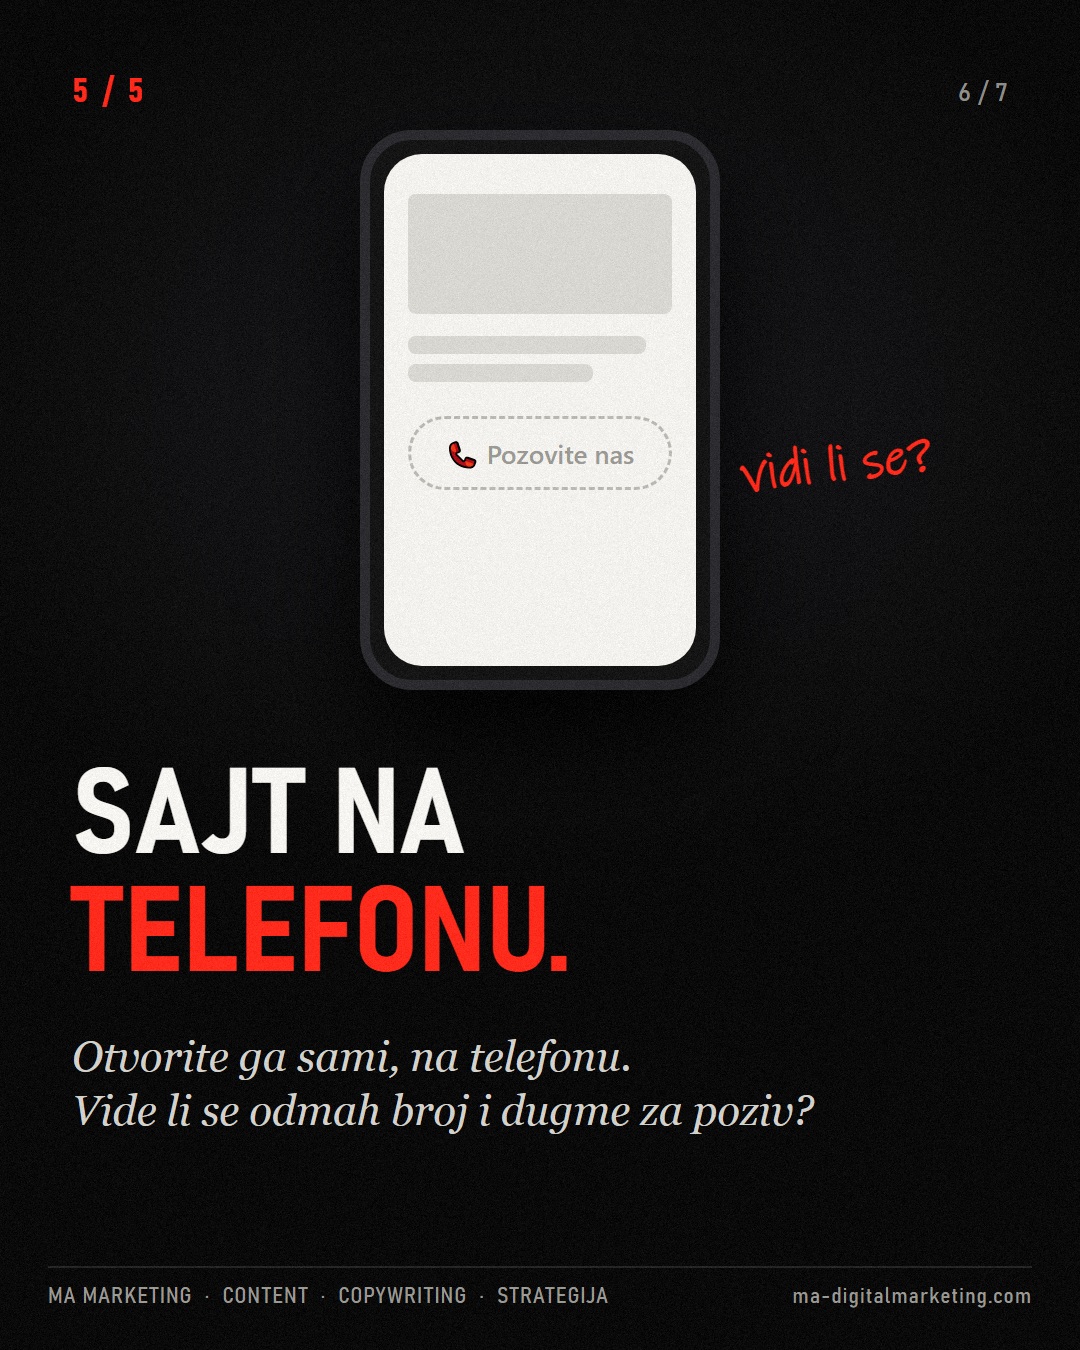 5 / 5
6 / 7
Pozovite nas
vidi li se?
SAJT NA
TELEFONU.
Otvorite ga sami, na telefonu.
Vide li se odmah broj i dugme za poziv?
MA MARKETING · CONTENT · COPYWRITING · STRATEGIJA
ma-digitalmarketing.com